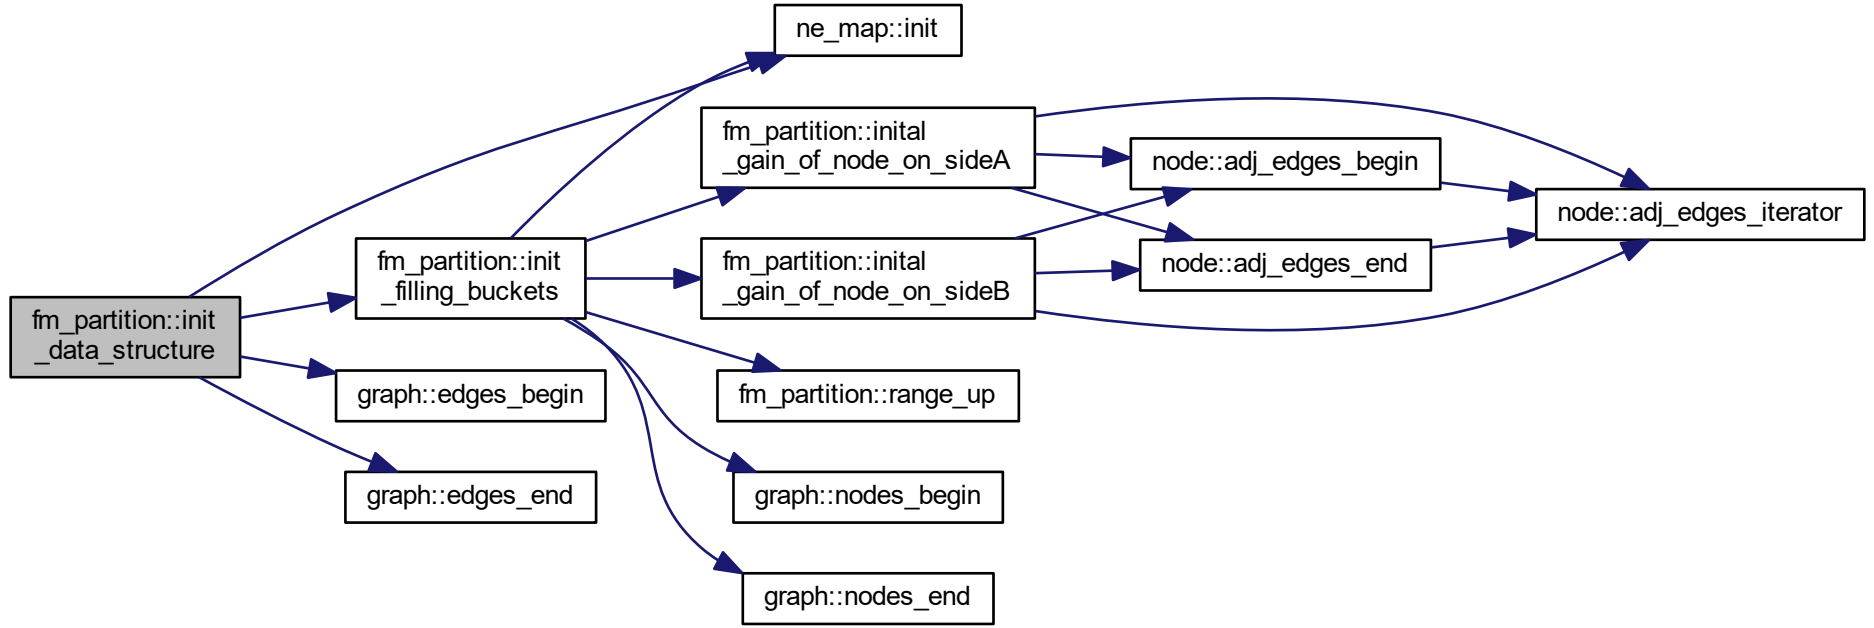 ne_map::init
fm_partition::inital
_gain_of_node_on_sideA
node::adj_edges_begin
node::adj_edges_iterator
fm_partition::init
_filling_buckets
fm_partition::inital
_gain_of_node_on_sideB
node::adj_edges_end
fm_partition::init
_data_structure
graph::edges_begin
fm_partition::range_up
graph::edges_end
graph::nodes_begin
graph::nodes_end